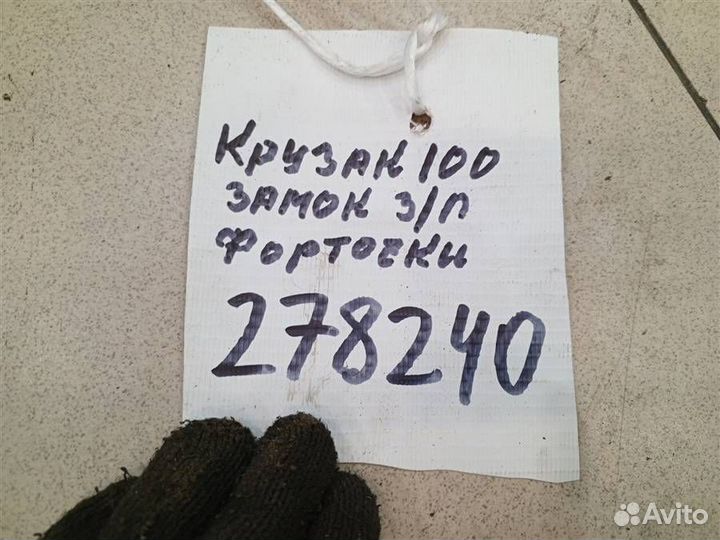 Крузак 100
замок з/п
форточки
278240
Avito